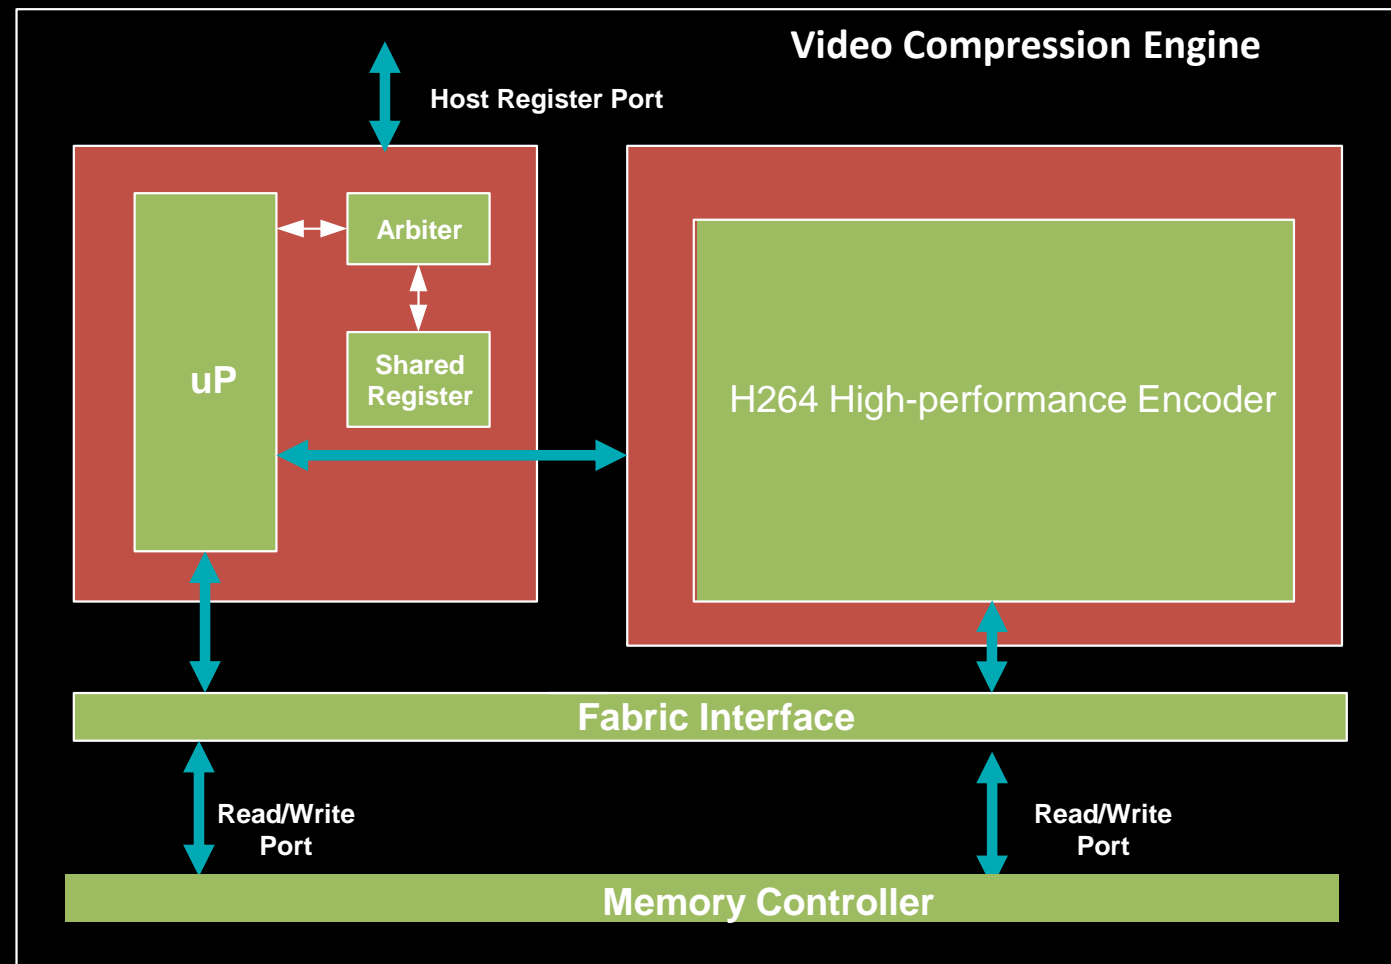 Video Compression Engine
Host Register Port
Arbiter
Shared
Register
uP
H264 High-performance Encoder
Fabric Interface
Read/Write
Port
Read/Write
Port
Memory Controller